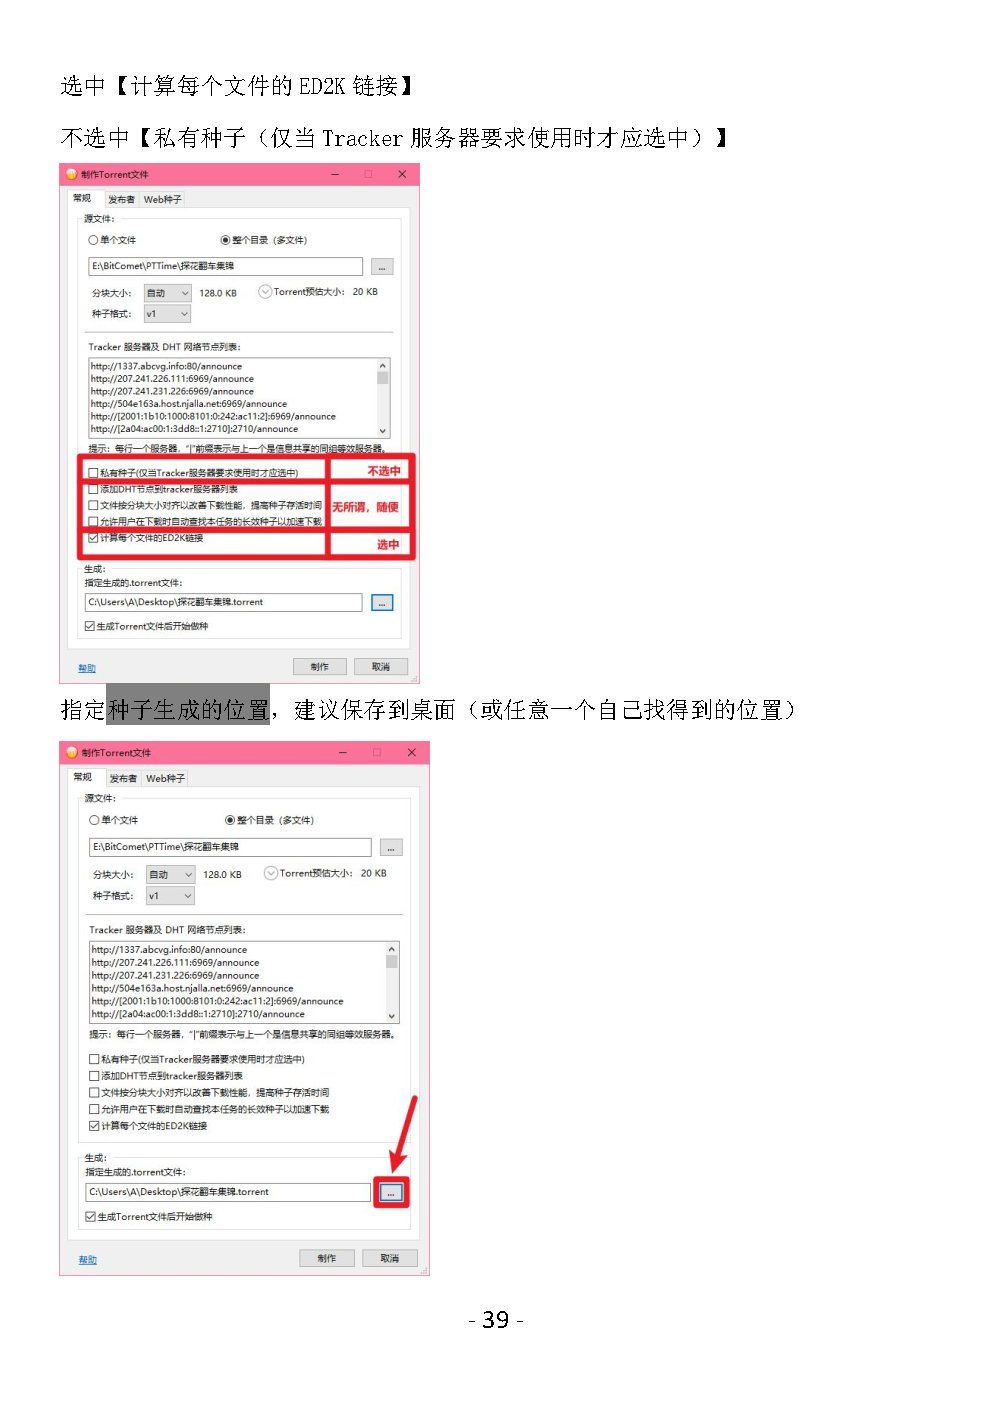 选中【计算每个文件的 ED2K 链接】
不选中【私有种子（仅当 Tracker 服务器要求使用时才应选中）】
制作Torrent文件
常规 发布者 Web种子
源文件：
单个文件 整个目录（多文件）
E:\BitComet\PTTime\探花翻车集锦 ...
分块大小： 自动 128.0 KB Torrent预估大小： 20 KB
种子格式： v1
Tracker 服务器及 DHT 网络节点列表：
http://1337.abcvg.info:80/announce
http://207.241.226.111:6969/announce
http://207.241.231.226:6969/announce
http://504e163a.host.njalla.net:6969/announce
http://[2001:1b10:1000:8101:0:242:ac11:2]:6969/announce
http://[2a04:ac00:1:3dd8::1:2710]:2710/announce
提示：每行一个服务器，"|"前缀表示与上一个是信息共享的同组等效服务器。
私有种子(仅当Tracker服务器要求使用时才应选中) 不选中
添加DHT节点到tracker服务器列表
文件按分块大小对齐以改善下载性能，提高种子存活时间 无所谓，随便
允许用户在下载时自动查找本任务的长效种子以加速下载
计算每个文件的ED2K链接 选中
生成：
指定生成的.torrent文件：
C:\Users\A\Desktop\探花翻车集锦.torrent ...
生成Torrent文件后开始做种
帮助 制作 取消
指定种子生成的位置，建议保存到桌面（或任意一个自己找得到的位置）
制作Torrent文件
常规 发布者 Web种子
源文件：
单个文件 整个目录（多文件）
E:\BitComet\PTTime\探花翻车集锦 ...
分块大小： 自动 128.0 KB Torrent预估大小： 20 KB
种子格式： v1
Tracker 服务器及 DHT 网络节点列表：
http://1337.abcvg.info:80/announce
http://207.241.226.111:6969/announce
http://207.241.231.226:6969/announce
http://504e163a.host.njalla.net:6969/announce
http://[2001:1b10:1000:8101:0:242:ac11:2]:6969/announce
http://[2a04:ac00:1:3dd8::1:2710]:2710/announce
提示：每行一个服务器，"|"前缀表示与上一个是信息共享的同组等效服务器。
私有种子(仅当Tracker服务器要求使用时才应选中)
添加DHT节点到tracker服务器列表
文件按分块大小对齐以改善下载性能，提高种子存活时间
允许用户在下载时自动查找本任务的长效种子以加速下载
计算每个文件的ED2K链接
生成：
指定生成的.torrent文件：
C:\Users\A\Desktop\探花翻车集锦.torrent ...
生成Torrent文件后开始做种
帮助 制作 取消
- 39 -